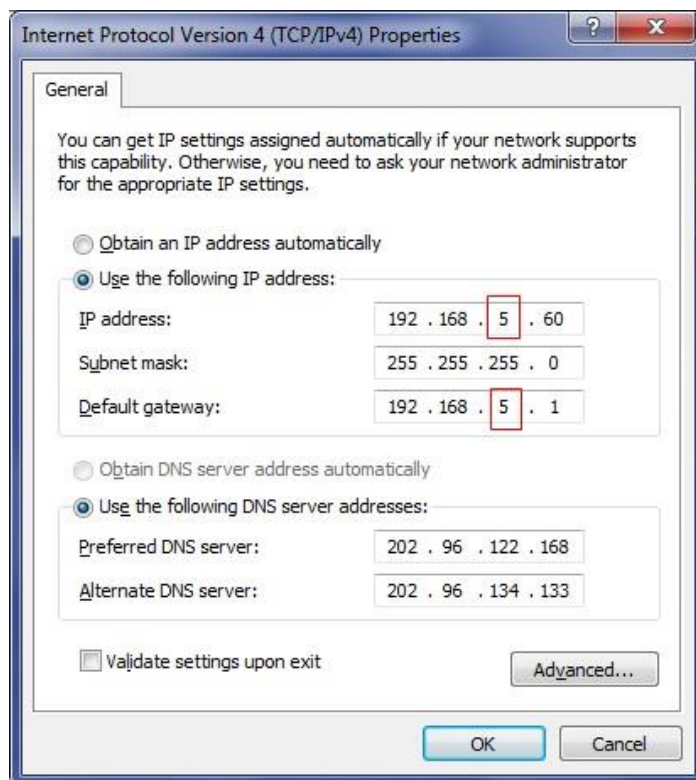 Internet Protocol Version 4 (TCP/IPv4) Properties
General
You can get IP settings assigned automatically if your network supports
this capability. Otherwise, you need to ask your network administrator
for the appropriate IP settings.
Obtain an IP address automatically
Use the following IP address:
IP address: 192 . 168 . 5 . 60
Subnet mask: 255 . 255 . 255 . 0
Default gateway: 192 . 168 . 5 . 1
Obtain DNS server address automatically
Use the following DNS server addresses:
Preferred DNS server: 202 . 96 . 122 . 168
Alternate DNS server: 202 . 96 . 134 . 133
Validate settings upon exit
Advanced...
OK Cancel